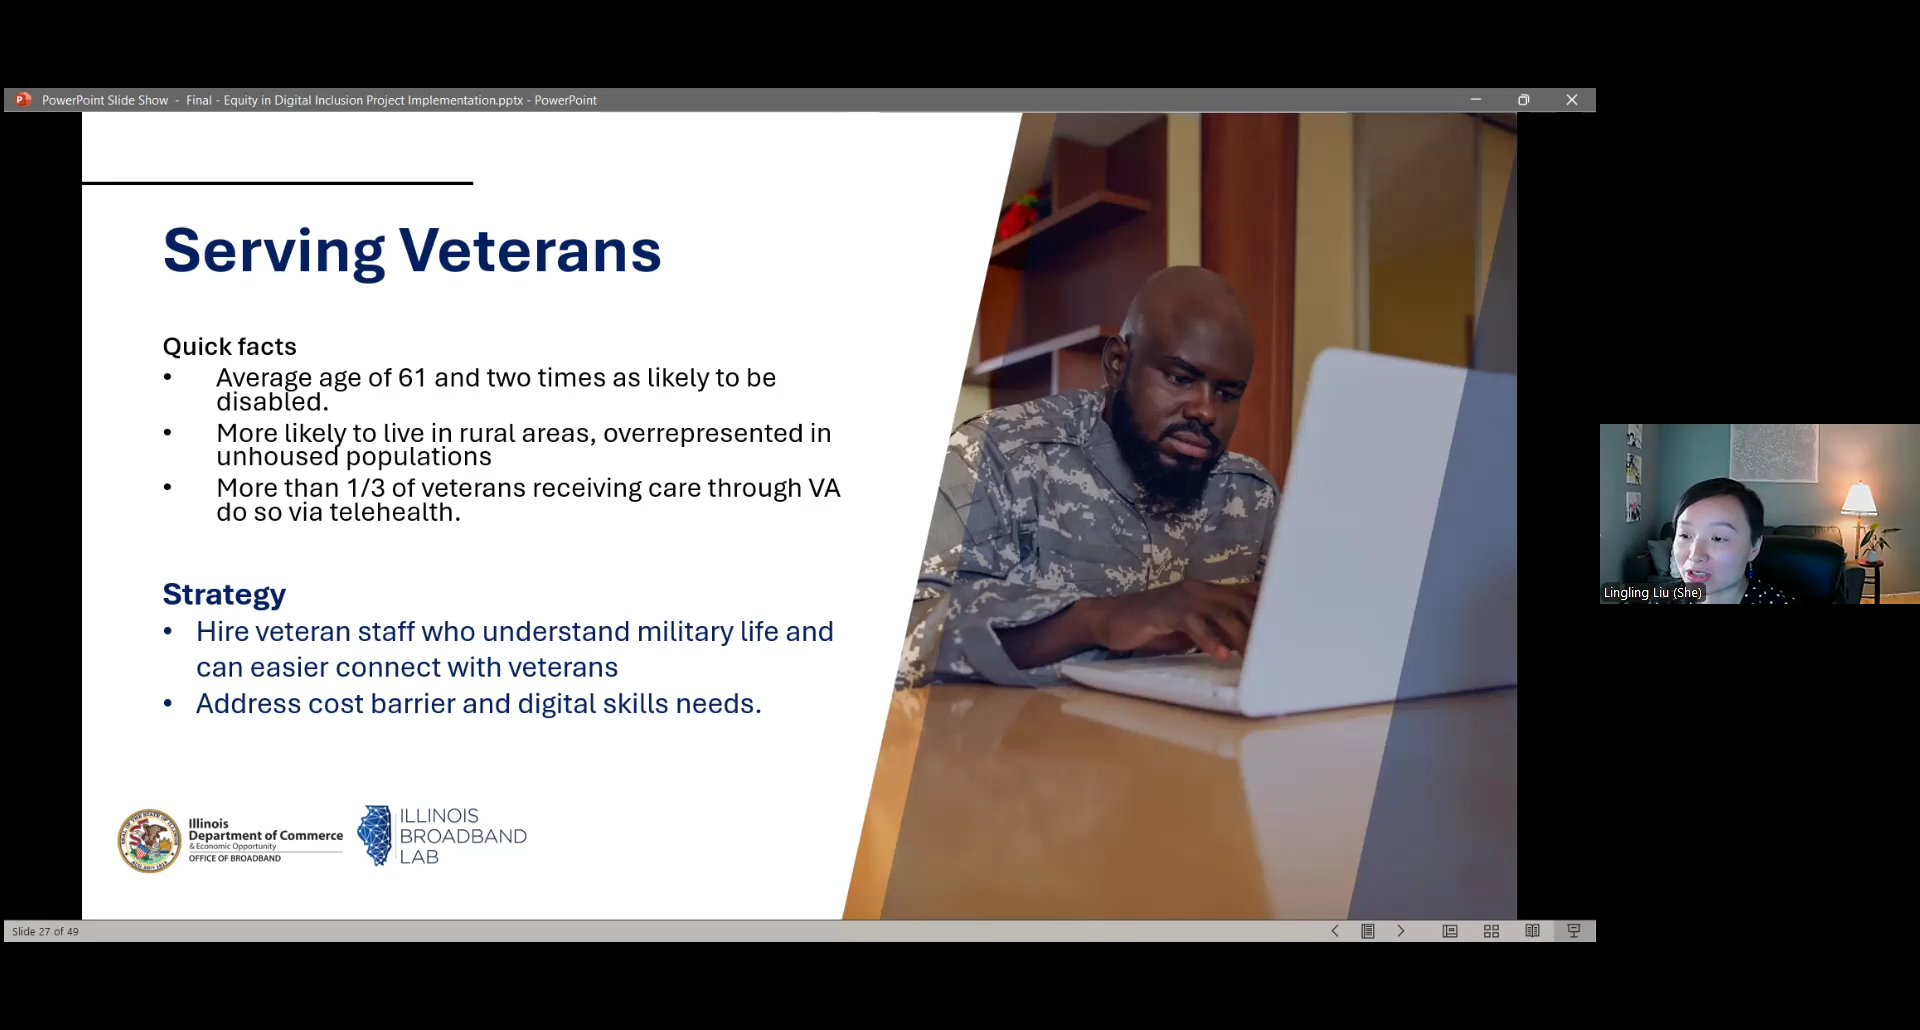 PowerPoint Slide Show - Final - Equity in Digital Inclusion Project Implementation.pptx - PowerPoint
Serving Veterans
Quick facts
• Average age of 61 and two times as likely to be
disabled.
• More likely to live in rural areas, overrepresented in
unhoused populations
• More than 1/3 of veterans receiving care through VA
do so via telehealth.
Strategy
• Hire veteran staff who understand military life and
can easier connect with veterans
• Address cost barrier and digital skills needs.
Illinois
Department of Commerce
& Economic Opportunity
OFFICE OF BROADBAND
ILLINOIS
BROADBAND
LAB
Lingling Liu (She)
Slide 27 of 49